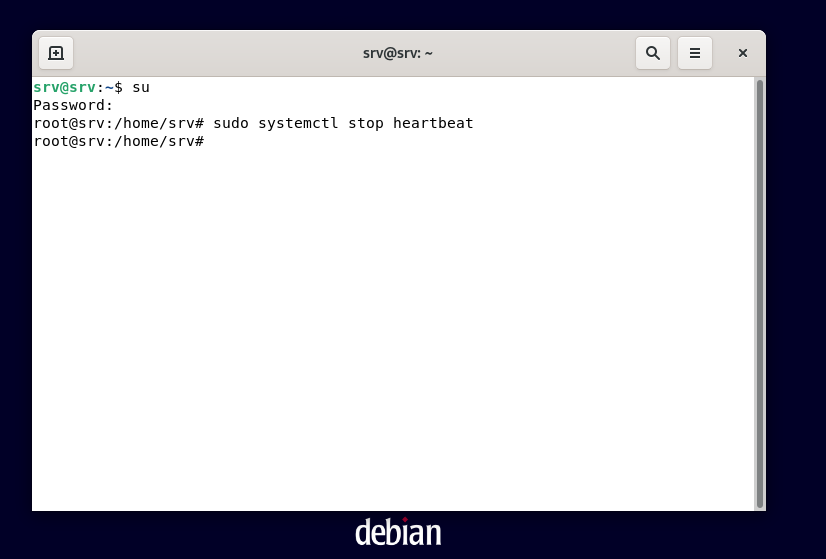 srv@srv: ~
srv@srv:~$ su
Password:
root@srv:/home/srv# sudo systemctl stop heartbeat
root@srv:/home/srv#
debian